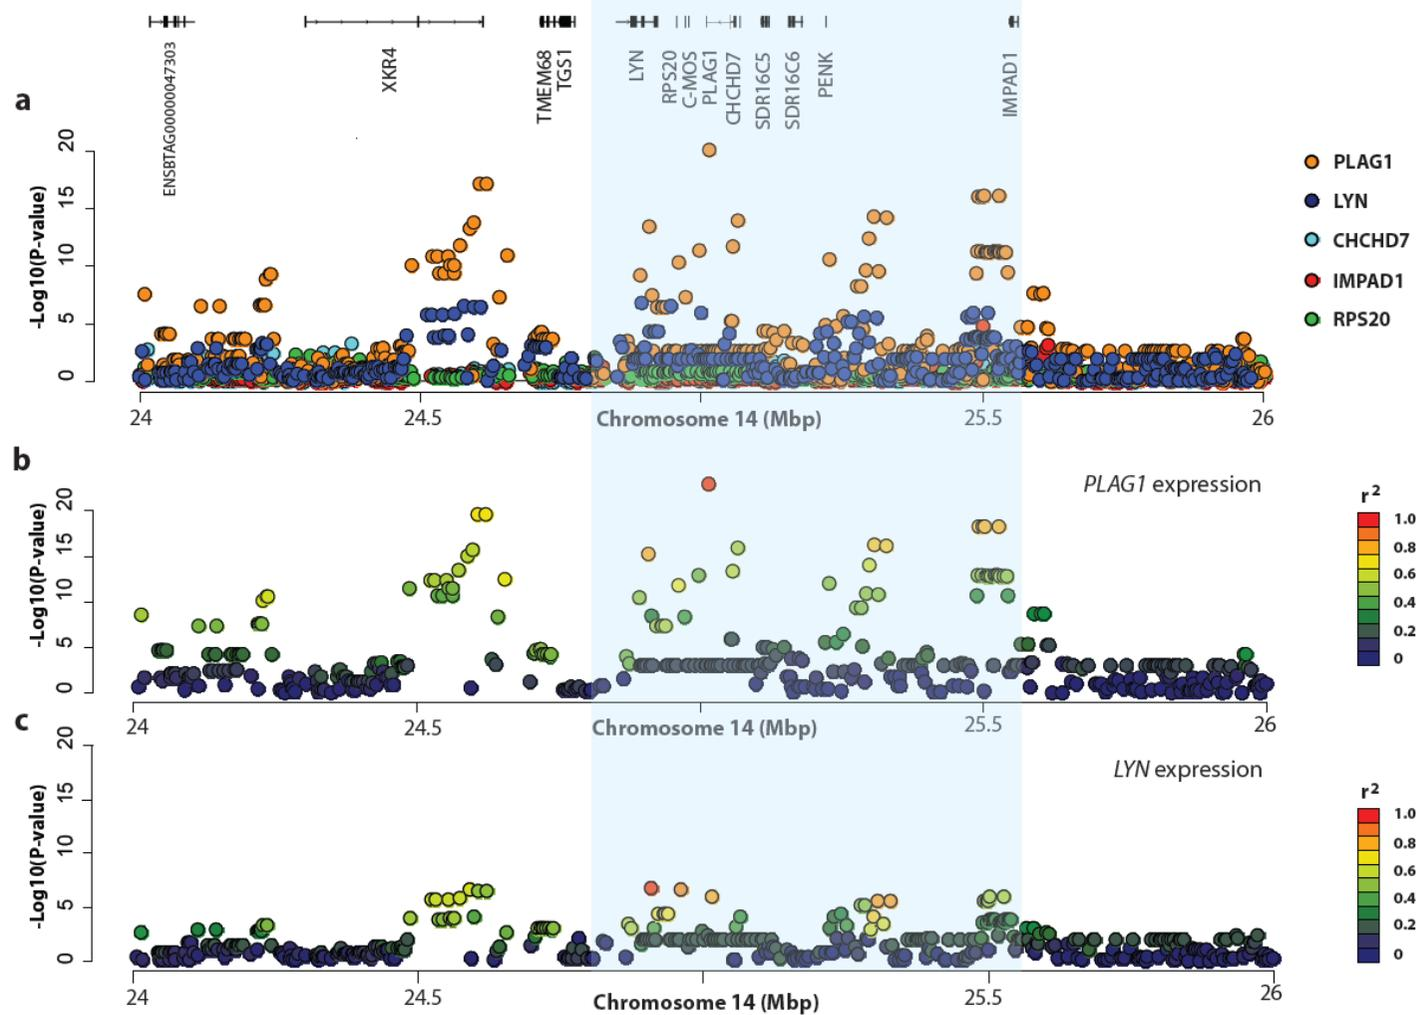 ENSBTAG00000047303
XKR4
TMEM68
TGS1
LYN
RPS20
C-MOS
PLAG1
CHCHD7
SDR16C5
SDR16C6
PENK
IMPAD1
a
-Log10(P-value)
20
15
10
5
0
24
24.5
Chromosome 14 (Mbp)
25.5
26
PLAG1
LYN
CHCHD7
IMPAD1
RPS20
b
PLAG1 expression
-Log10(P-value)
20
15
10
5
0
24
24.5
Chromosome 14 (Mbp)
25.5
26
r2
1.0
0.8
0.6
0.4
0.2
0
c
LYN expression
-Log10(P-value)
20
15
10
5
0
24
24.5
Chromosome 14 (Mbp)
25.5
26
r2
1.0
0.8
0.6
0.4
0.2
0